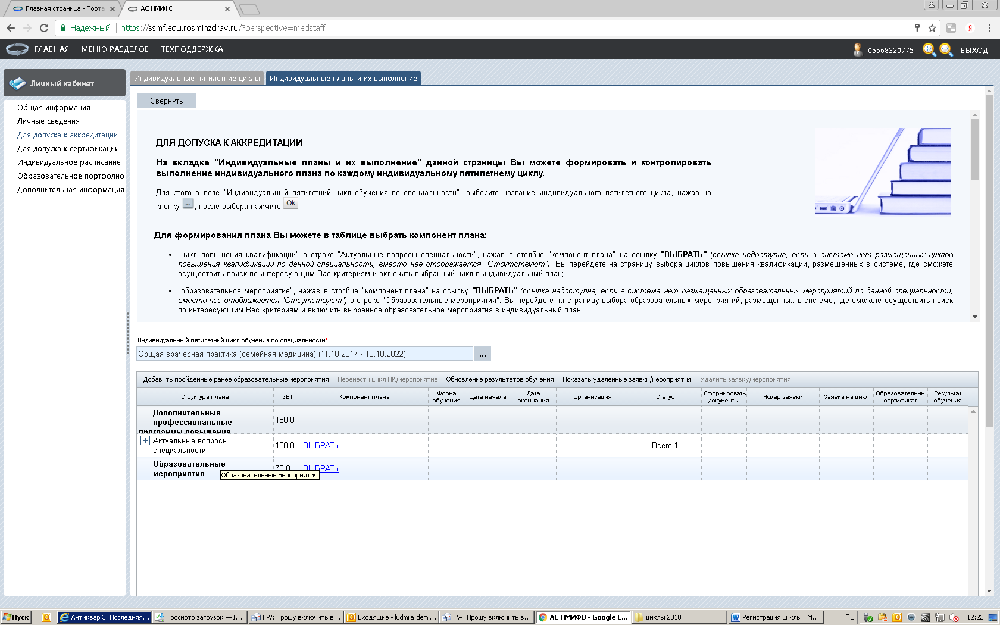 Главная страница - Порта
АС НМИФО
Надежный
https://ssmf.edu.rosminzdrav.ru/?perspective=medstaff
ГЛАВНАЯ МЕНЮ РАЗДЕЛОВ ТЕХПОДДЕРЖКА
05568320775
ВЫХОД
Личный кабинет
Общая информация
Личные сведения
Для допуска к аккредитации
Для допуска к сертификации
Индивидуальное расписание
Образовательное портфолио
Дополнительная информация
Индивидуальные пятилетние циклы
Индивидуальные планы и их выполнение
Свернуть
ДЛЯ ДОПУСКА К АККРЕДИТАЦИИ
На вкладке "Индивидуальные планы и их выполнение" данной страницы Вы можете формировать и контролировать
выполнение индивидуального плана по каждому индивидуальному пятилетнему циклу.
Для этого в поле "Индивидуальный пятилетний цикл обучения по специальности", выберите название индивидуального пятилетнего цикла, нажав на
кнопку ... , после выбора нажмите Ok .
Для формирования плана Вы можете в таблице выбрать компонент плана:
• "цикл повышения квалификации" в строке "Актуальные вопросы специальности", нажав в столбце "компонент плана" на ссылку "ВЫБРАТЬ" (ссылка недоступна, если в системе нет размещенных циклов
повышения квалификации по данной специальности, вместо нее отображается "Отсутствуют"). Вы перейдете на страницу выбора циклов повышения квалификации, размещенных в системе, где сможете
осуществить поиск по интересующим Вас критериям и включить выбранный цикл в индивидуальный план;
• "образовательное мероприятие", нажав в столбце "компонент плана" на ссылку "ВЫБРАТЬ" (ссылка недоступна, если в системе нет размещенных образовательных мероприятий по данной специальности,
вместо нее отображается "Отсутствуют") в строке "Образовательные мероприятия". Вы перейдете на страницу выбора образовательных мероприятий, размещенных в системе, где сможете осуществить поиск
по интересующим Вас критериям и включить выбранное образовательное мероприятие в индивидуальный план.
Индивидуальный пятилетний цикл обучения по специальности*
Общая врачебная практика (семейная медицина) (11.10.2017 - 10.10.2022)
...
Добавить пройденные ранее образовательные мероприятия
Перенести цикл ПК/мероприятие
Обновление результатов обучения
Показать удаленные заявки/мероприятия
Удалить заявку/мероприятия
Структура плана
ЗЕТ
Компонент плана
Форма
обучения
Дата начала
Дата
окончания
Организация
Статус
Сформировать
документы
Номер заявки
Заявка на цикл
Образовательны
сертификат
Результат
обучения
Дополнительные
профессиональные
программы повышения
180.0
Актуальные вопросы
специальности
180.0
ВЫБРАТЬ
Всего 1
Образовательные
мероприятия
70.0
ВЫБРАТЬ
Образовательные мероприятия
Пуск
Антиквар 3. Последняя...
Просмотр загрузок — I...
FW: Прошу включить в...
Входящие - ludmila.demi...
FW: Прошу включить в...
АС НМИФО - Google C...
циклы 2018
Регистрация циклы НМ...
RU
12:22